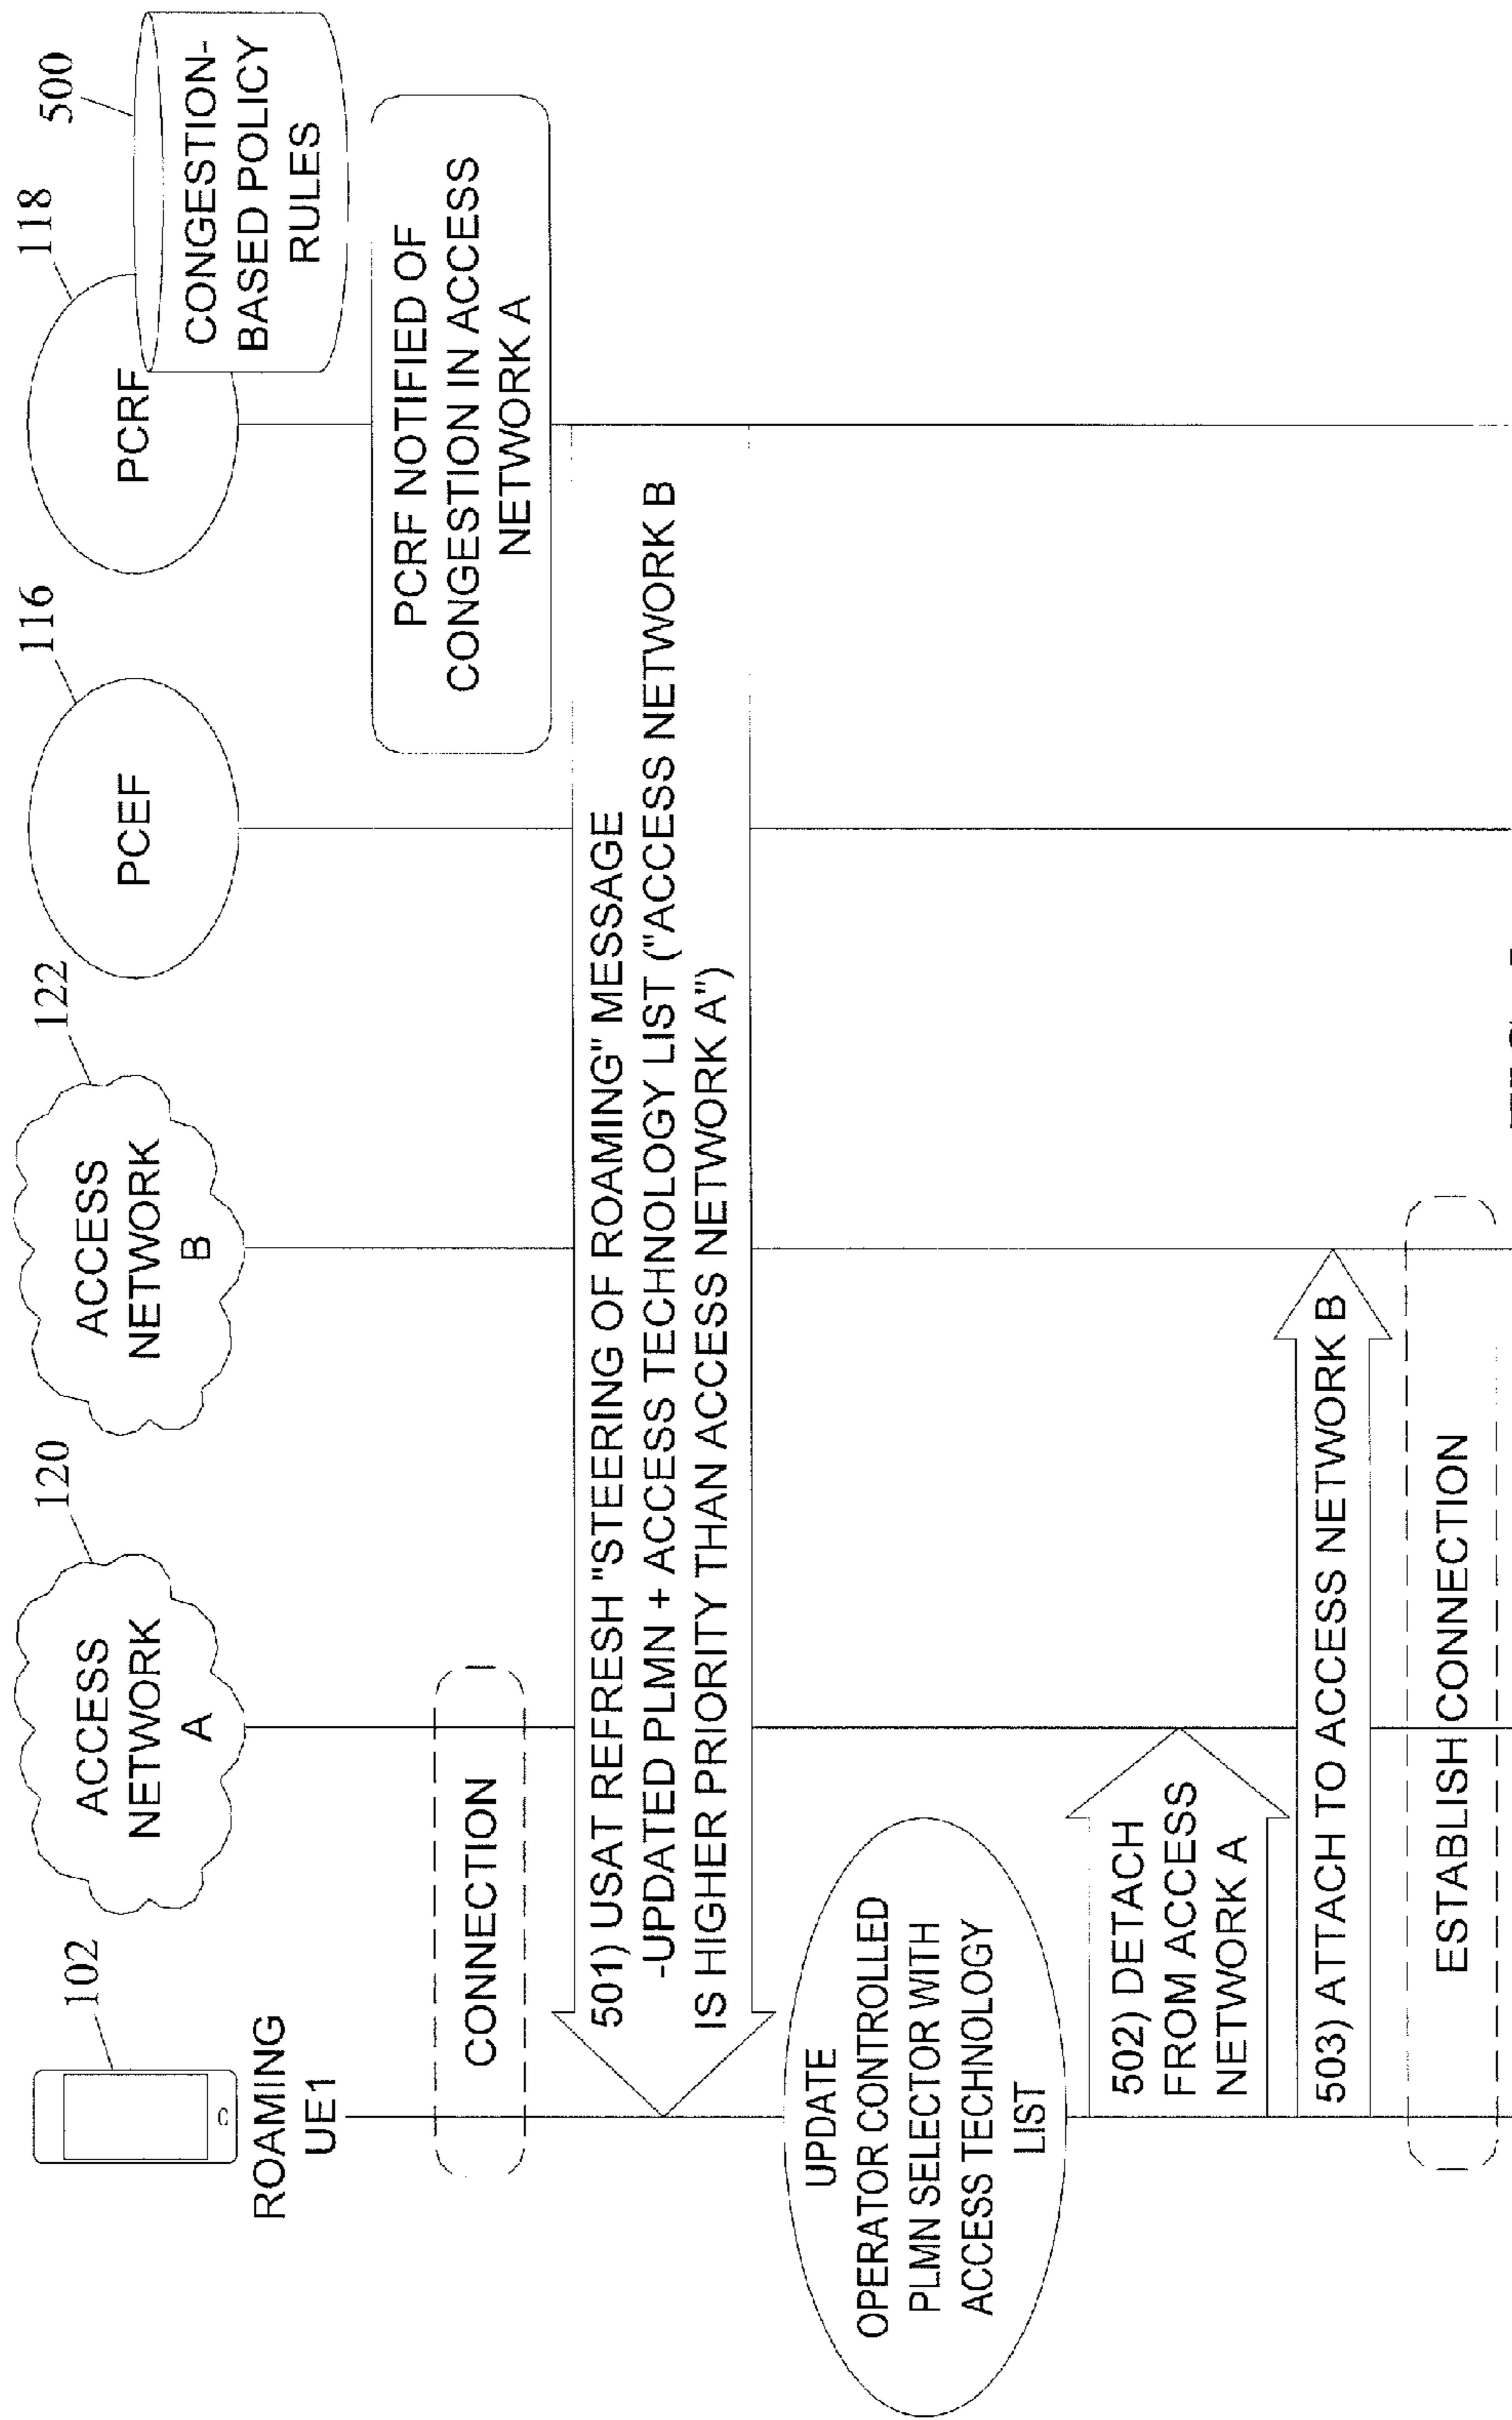 102
ROAMING
UE1
120
ACCESS
NETWORK
A
122
ACCESS
NETWORK
B
116
PCEF
118
PCRF
500
CONGESTION-
BASED POLICY
RULES
PCRF NOTIFIED OF
CONGESTION IN ACCESS
NETWORK A
CONNECTION
501) USAT REFRESH "STEERING OF ROAMING" MESSAGE
-UPDATED PLMN + ACCESS TECHNOLOGY LIST ("ACCESS NETWORK B
IS HIGHER PRIORITY THAN ACCESS NETWORK A")
UPDATE
OPERATOR CONTROLLED
PLMN SELECTOR WITH
ACCESS TECHNOLOGY
LIST
502) DETACH
FROM ACCESS
NETWORK A
503) ATTACH TO ACCESS NETWORK B
ESTABLISH CONNECTION